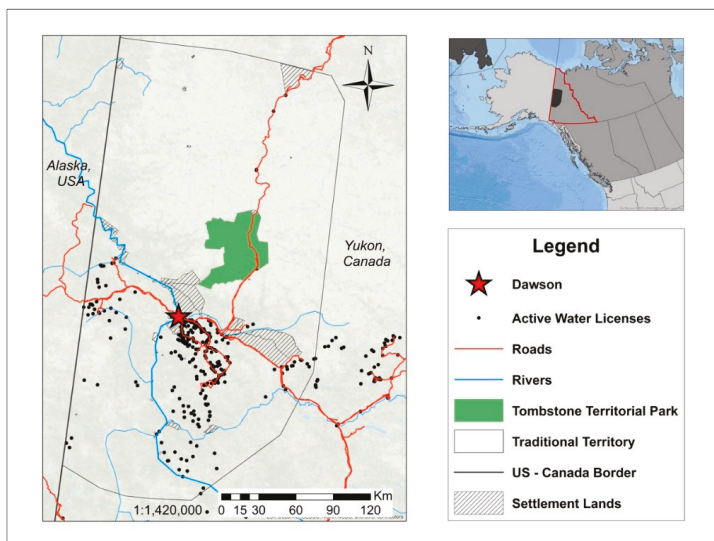 N
Alaska,
USA
Yukon,
Canada
Km
1:1,420,000
0 15 30 60 90 120
Legend
Dawson
Active Water Licenses
Roads
Rivers
Tombstone Territorial Park
Traditional Territory
US - Canada Border
Settlement Lands